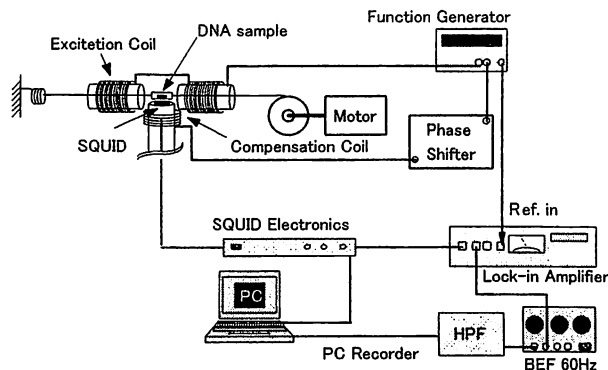 Function Generator
DNA sample
Excitetion Coil
Motor
Phase
Shifter
SQUID
Compensation Coil
Ref. in
SQUID Electronics
Lock-in Amplifier
PC
HPF
PC Recorder
BEF 60Hz